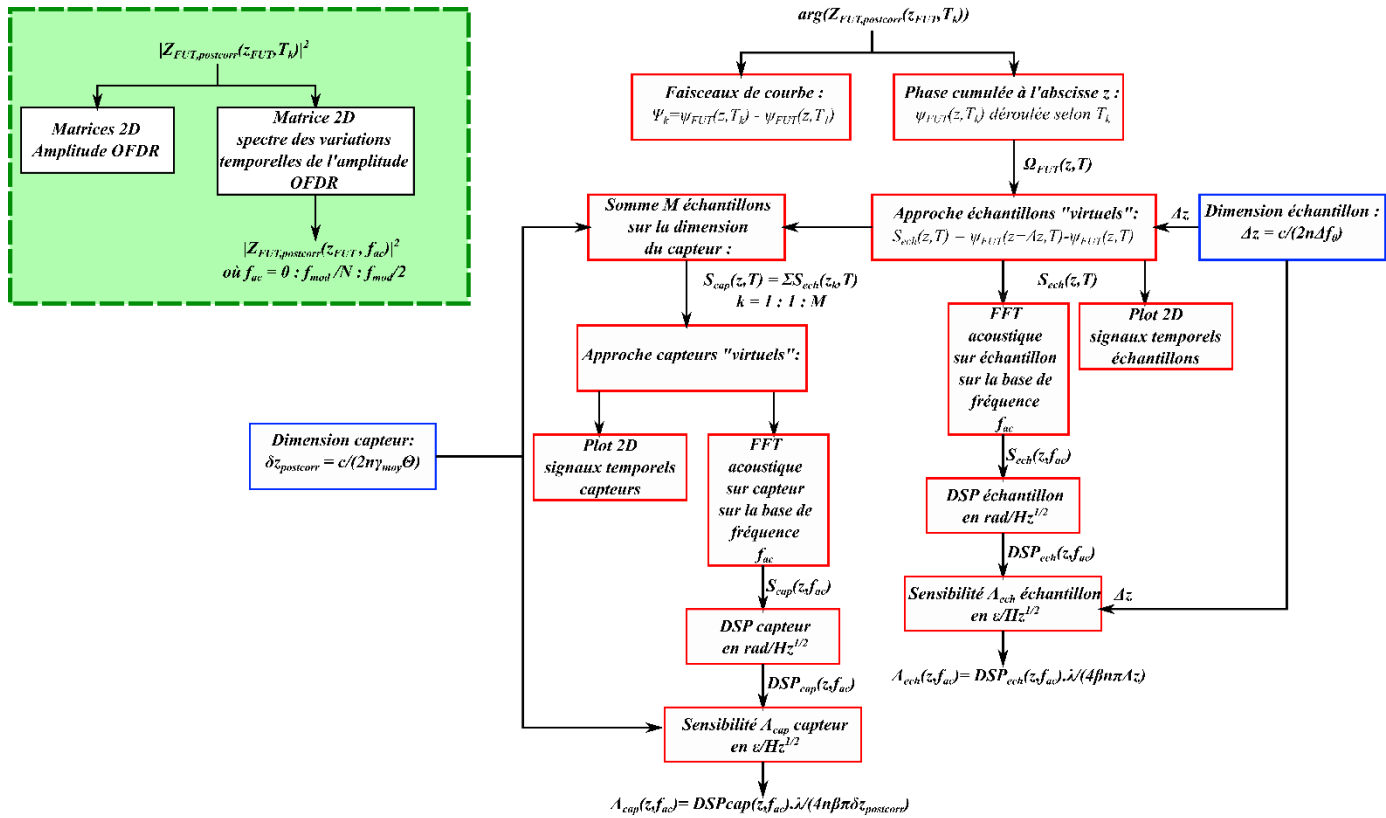 |Z_{FUT,postcorr}(z_{FUT},T_k)|^2
Matrices 2D
Amplitude OFDR
Matrice 2D
spectre des variations
temporelles de l'amplitude
OFDR
|Z_{FUT,postcorr}(z_{FUT}, f_{ac})|^2
où f_{ac} = 0 : f_{mod}/N : f_{mod}/2
arg(Z_{FUT,postcorr}(z_{FUT},T_k))
Faisceaux de courbe :
Ψ_k=ψ_{FUT}(z,T_k) - ψ_{FUT}(z,T_1)
Phase cumulée à l'abscisse z :
ψ_{FUT}(z,T_k) déroulée selon T_k
Ω_{FUT}(z,T)
Somme M échantillons
sur la dimension
du capteur :
Approche échantillons "virtuels":
S_{ech}(z,T) = ψ_{FUT}(z-Δz,T)-ψ_{FUT}(z,T)
Δz
Dimension échantillon :
Δz = c/(2nΔf_0)
S_{cap}(z,T) = ΣS_{ech}(z_k,T)
k = 1 : 1 : M
S_{ech}(z,T)
Approche capteurs "virtuels":
FFT
acoustique
sur échantillon
sur la base de
fréquence
f_{ac}
Plot 2D
signaux temporels
échantillons
Dimension capteur:
δz_{postcorr} = c/(2nγ_{moy}Θ)
Plot 2D
signaux temporels
capteurs
FFT
acoustique
sur capteur
sur la base de
fréquence
f_{ac}
S_{ech}(z,f_{ac})
DSP échantillon
en rad/Hz^{1/2}
DSP_{ech}(z,f_{ac})
S_{cap}(z,f_{ac})
Sensibilité Λ_{ech} échantillon
en ε/Hz^{1/2}
Δz
DSP capteur
en rad/Hz^{1/2}
DSP_{cap}(z,f_{ac})
Λ_{ech}(z,f_{ac})= DSP_{ech}(z,f_{ac}).λ/(4βnπΔz)
Sensibilité Λ_{cap} capteur
en ε/Hz^{1/2}
Λ_{cap}(z,f_{ac})= DSPcap(z,f_{ac}).λ/(4nβπδz_{postcorr})